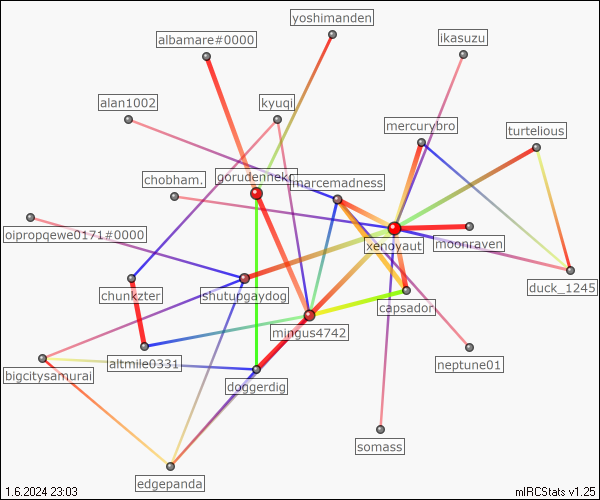 yoshimanden
albamare#0000
ikasuzu
alan1002
kyuqi
mercurybro
turtelious
chobham.
gorudenheko
marcemadness
oipropqewe0171#0000
xenoyaut
moonraven
chunkzter
shutupgaydog
duck_1245
capsador
mingus4742
altmile0331
neptune01
bigcitysamurai
doggerdig
somass
edgepanda
1.6.2024 23:03
mIRCStats v1.25